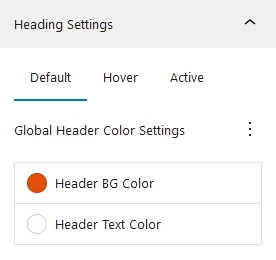 Heading Settings
Default Hover Active
Global Header Color Settings
Header BG Color
Header Text Color